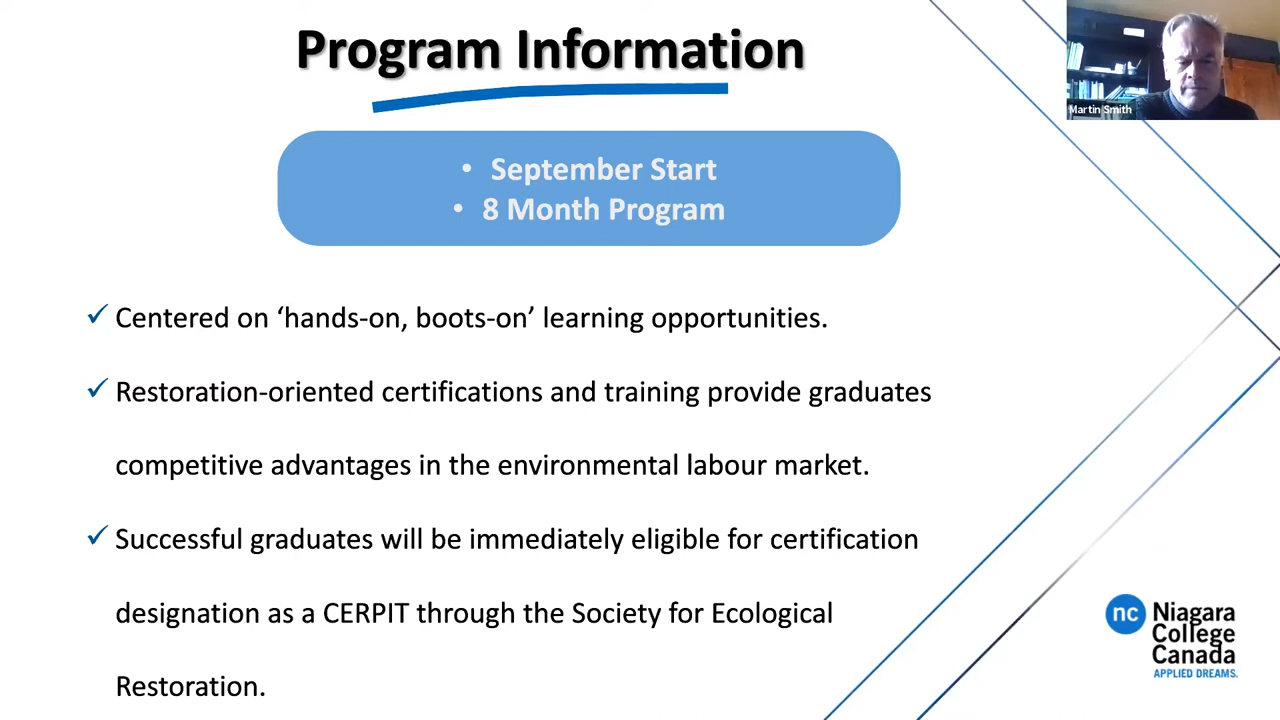 Program Information
Martin Smith
• September Start
• 8 Month Program
✓ Centered on ‘hands-on, boots-on’ learning opportunities.
✓ Restoration-oriented certifications and training provide graduates
competitive advantages in the environmental labour market.
✓ Successful graduates will be immediately eligible for certification
designation as a CERPIT through the Society for Ecological
Restoration.
nc
Niagara
College
Canada
APPLIED DREAMS.